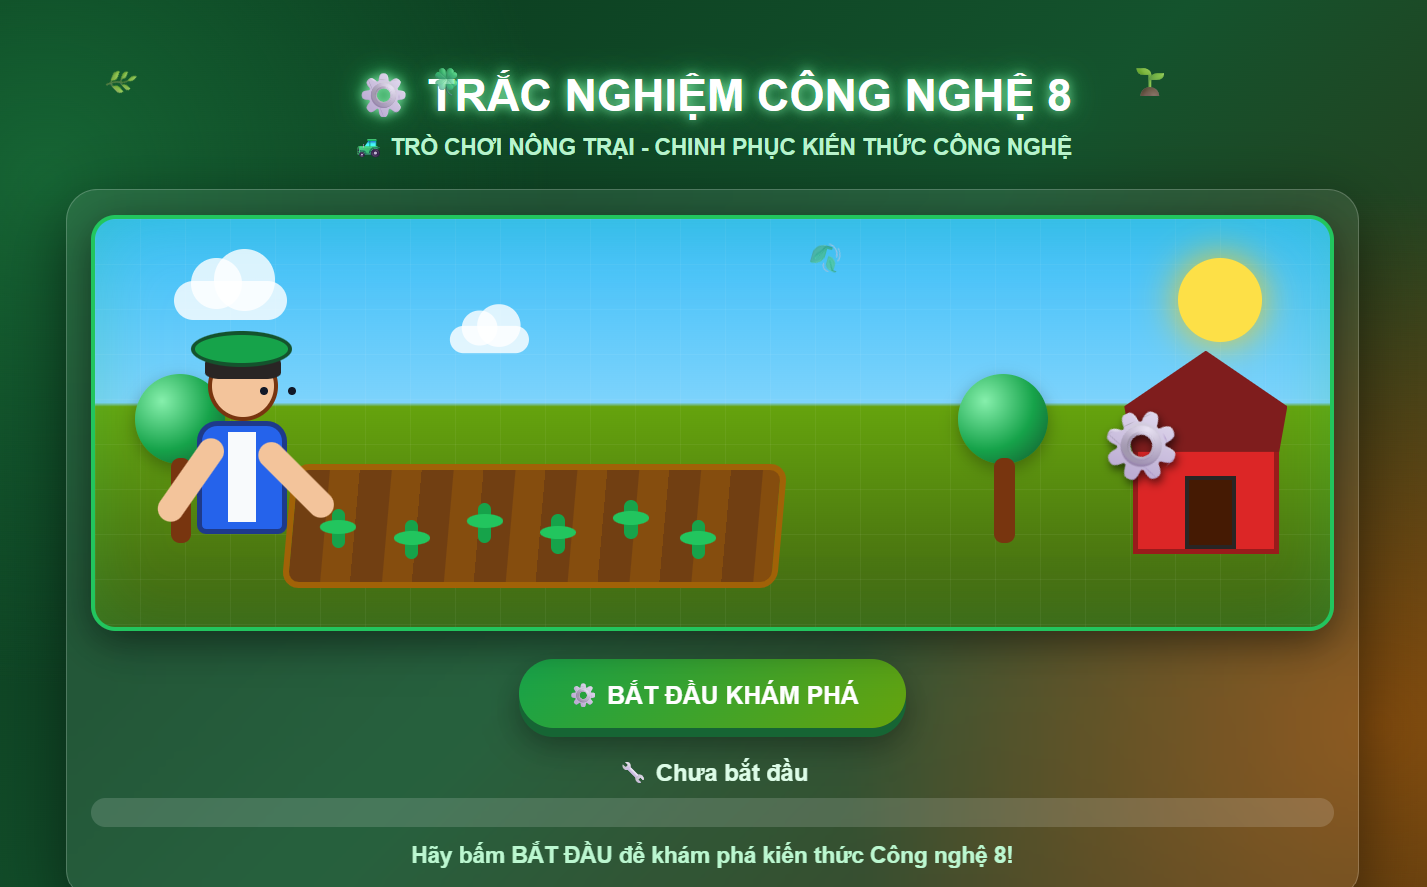 TRẮC NGHIỆM CÔNG NGHỆ 8
TRÒ CHƠI NÔNG TRẠI - CHINH PHỤC KIẾN THỨC CÔNG NGHỆ
BẮT ĐẦU KHÁM PHÁ
Chưa bắt đầu
Hãy bấm BẮT ĐẦU để khám phá kiến thức Công nghệ 8!